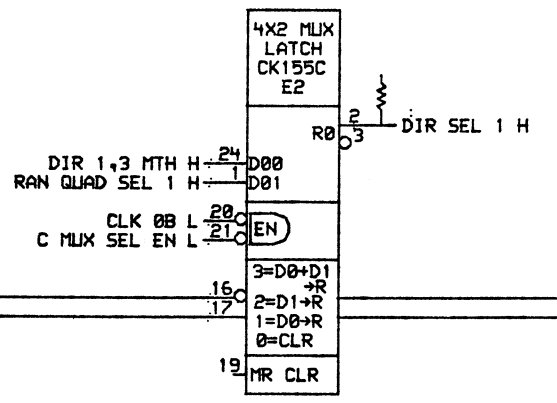 4X2 MUX
LATCH
CK155C
E2
2
R0
3
DIR SEL 1 H
DIR 1,3 MTH H 24 D00
RAN QUAD SEL 1 H 1 D01
CLK 0B L 20
EN
C MUX SEL EN L 21
3=D0+D1
→R
16
2=D1→R
17
1=D0→R
0=CLR
19 MR CLR